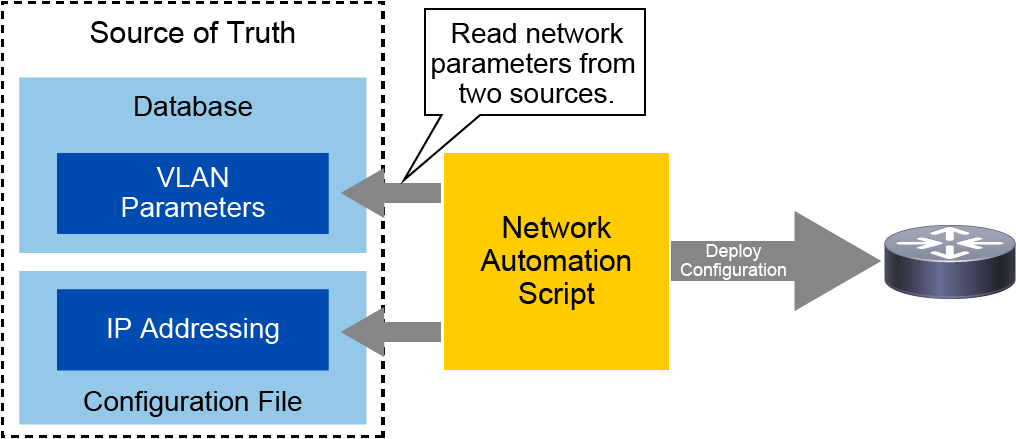 Source of Truth
Database
VLAN
Parameters
IP Addressing
Configuration File
Read network
parameters from
two sources.
Network
Automation
Script
Deploy
Configuration